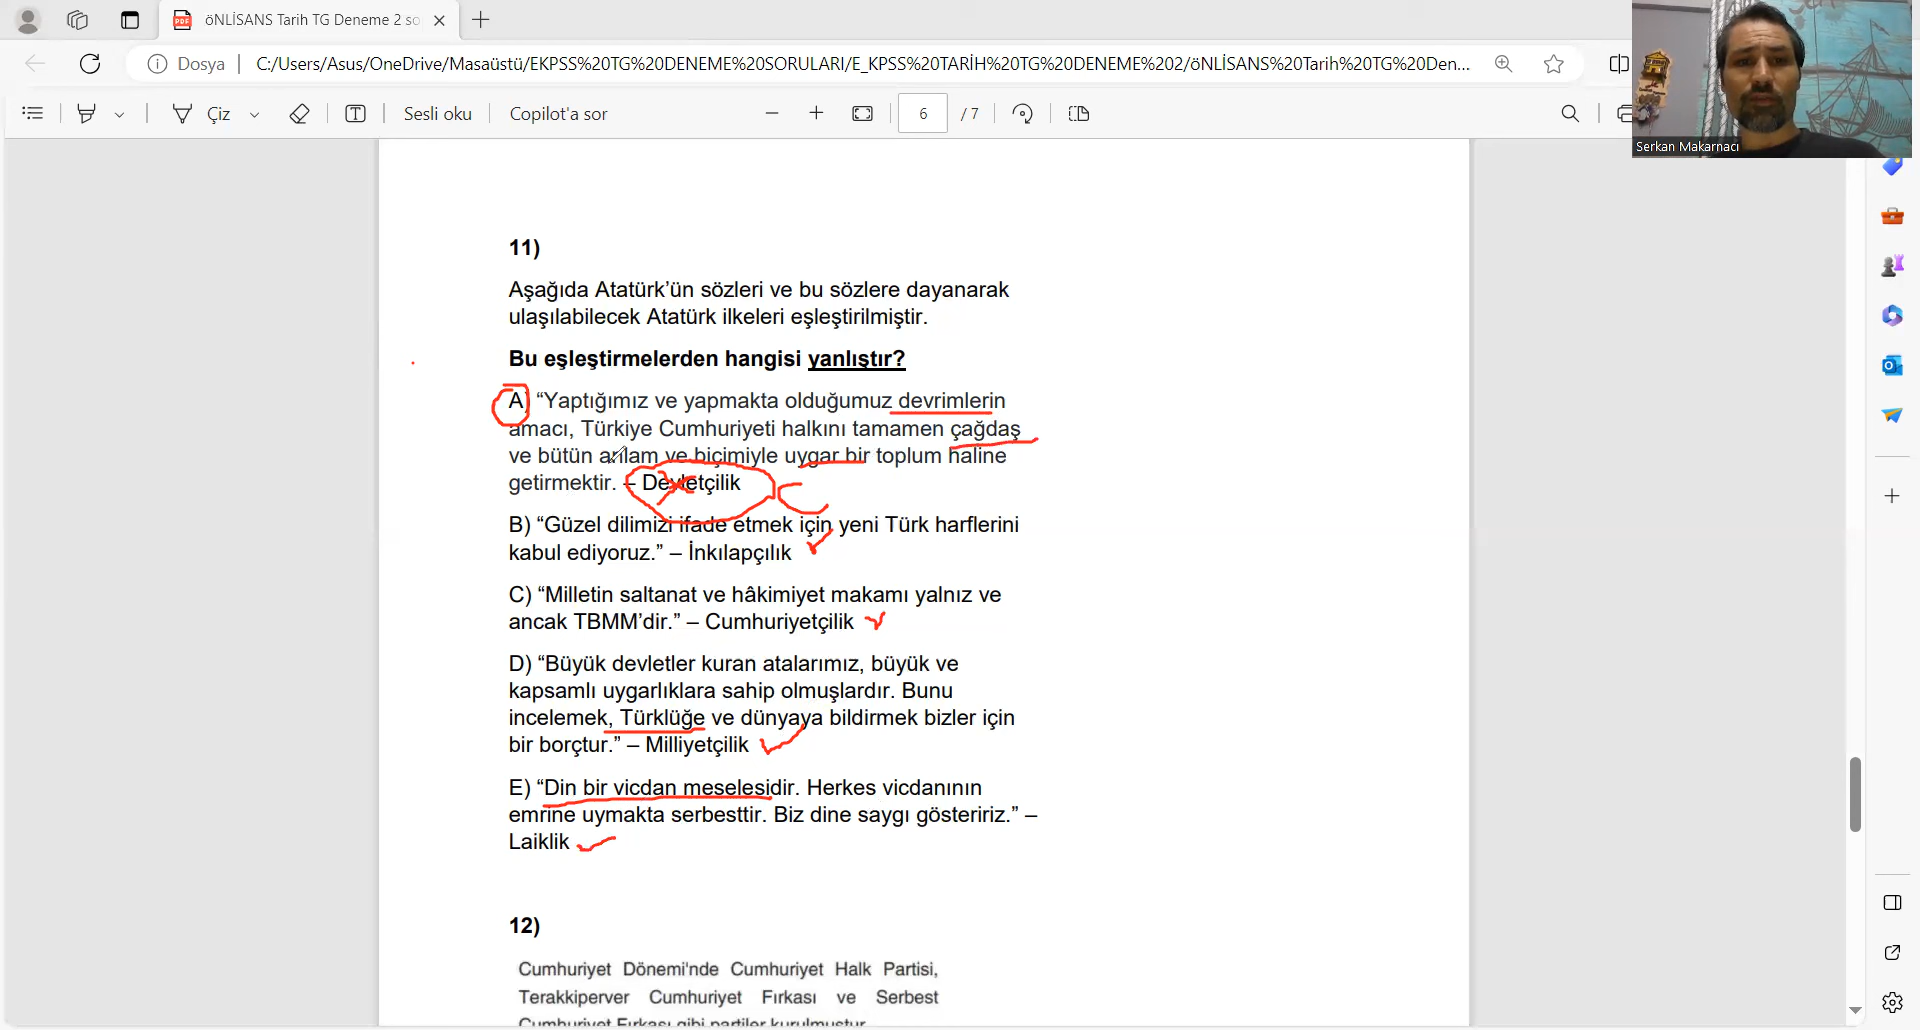 öNLİSANS Tarih TG Deneme 2 so
Dosya
C:/Users/Asus/OneDrive/Masaüstü/EKPSS%20TG%20DENEME%20SORULARI/E_KPSS%20TARİH%20TG%20DENEME%202/öNLİSANS%20Tarih%20TG%20Den...
Çiz
Sesli oku
Copilot'a sor
6 / 7
Serkan Makarnacı
11)
Aşağıda Atatürk’ün sözleri ve bu sözlere dayanarak
ulaşılabilecek Atatürk ilkeleri eşleştirilmiştir.
Bu eşleştirmelerden hangisi yanlıştır?
A) “Yaptığımız ve yapmakta olduğumuz devrimlerin
amacı, Türkiye Cumhuriyeti halkını tamamen çağdaş
ve bütün anlam ve biçimiyle uygar bir toplum haline
getirmektir. – Devletçilik
B) “Güzel dilimizi ifade etmek için yeni Türk harflerini
kabul ediyoruz.” – İnkılapçılık
C) “Milletin saltanat ve hâkimiyet makamı yalnız ve
ancak TBMM’dir.” – Cumhuriyetçilik
D) “Büyük devletler kuran atalarımız, büyük ve
kapsamlı uygarlıklara sahip olmuşlardır. Bunu
incelemek, Türklüğe ve dünyaya bildirmek bizler için
bir borçtur.” – Milliyetçilik
E) “Din bir vicdan meselesidir. Herkes vicdanının
emrine uymakta serbesttir. Biz dine saygı gösteririz.” –
Laiklik
12)
Cumhuriyet Dönemi'nde Cumhuriyet Halk Partisi,
Terakkiperver Cumhuriyet Fırkası ve Serbest
Cumhuriyet Fırkası gibi partiler kurulmuştur.